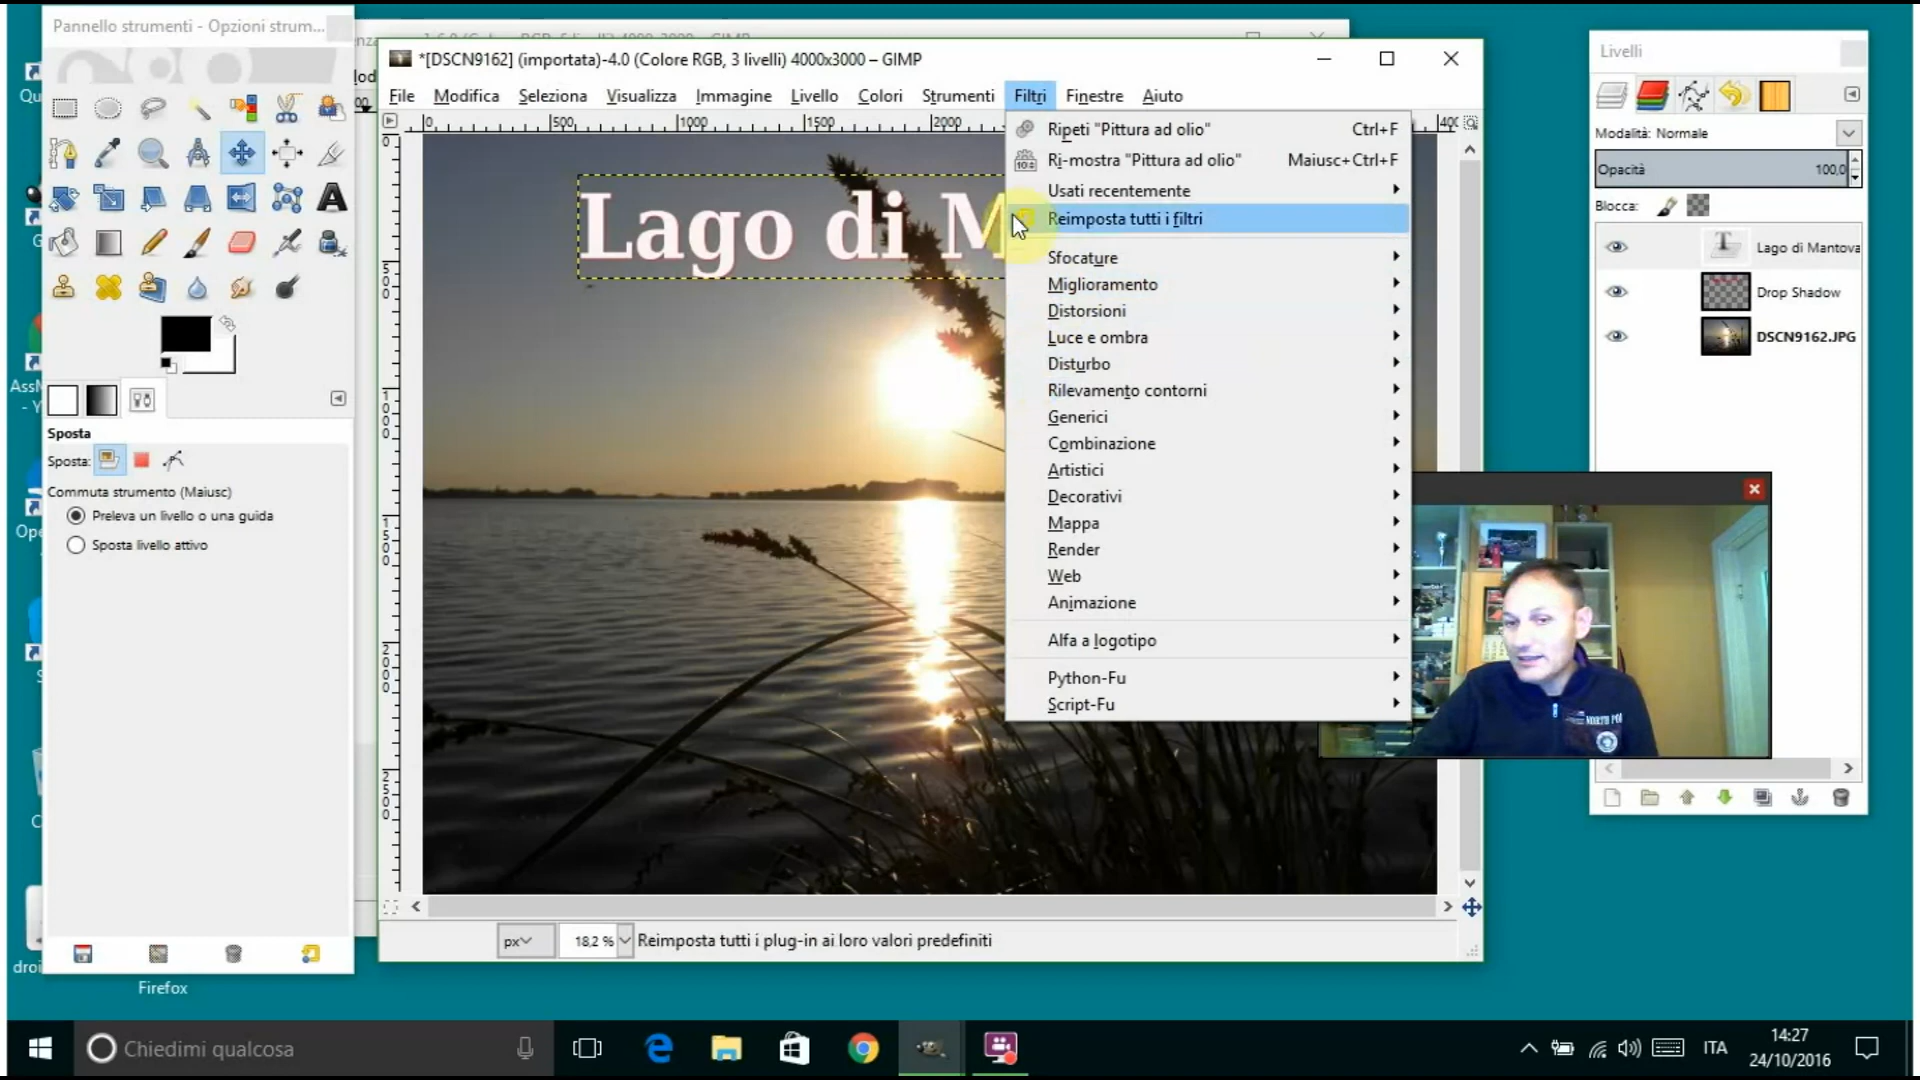 Pannello strumenti - Opzioni strum...
*[DSCN9162] (importata)-4.0 (Colore RGB, 3 livelli) 4000x3000 – GIMP
File Modifica Seleziona Visualizza Immagine Livello Colori Strumenti Filtri Finestre Aiuto
0 500 1000 1500 2000
Lago di M
Ripeti "Pittura ad olio" Ctrl+F
Ri-mostra "Pittura ad olio" Maiusc+Ctrl+F
Usati recentemente
Reimposta tutti i filtri
Sfocature
Miglioramento
Distorsioni
Luce e ombra
Disturbo
Rilevamento contorni
Generici
Combinazione
Artistici
Decorativi
Mappa
Render
Web
Animazione
Alfa a logotipo
Python-Fu
Script-Fu
Livelli
Modalità: Normale
Opacità 100,0
Blocca:
Lago di Mantova
Drop Shadow
DSCN9162.JPG
Sposta
Sposta:
Commuta strumento (Maiusc)
Preleva un livello o una guida
Sposta livello attivo
px 18,2 % Reimposta tutti i plug-in ai loro valori predefiniti
Firefox
Chiedimi qualcosa
ITA
14:27
24/10/2016